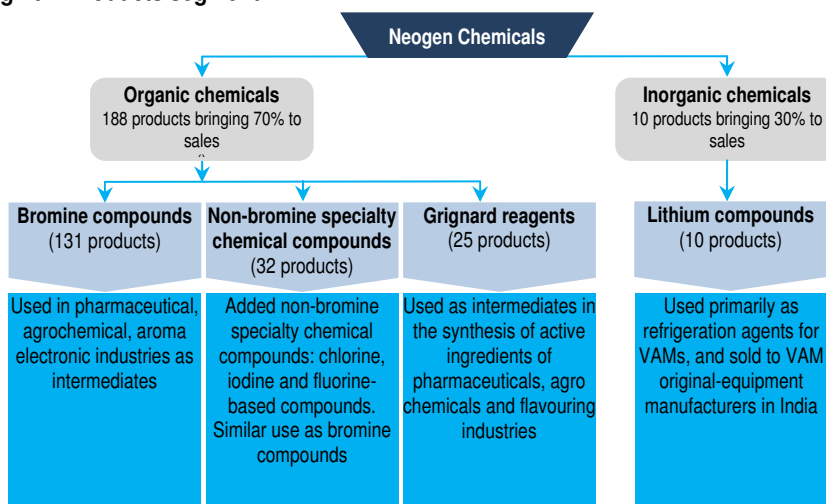 Neogen Chemicals
Organic chemicals
188 products bringing 70% to
sales
Inorganic chemicals
10 products bringing 30% to
sales
Bromine compounds
(131 products)
Non-bromine specialty
chemical compounds
(32 products)
Grignard reagents
(25 products)
Lithium compounds
(10 products)
Used in pharmaceutical,
agrochemical, aroma
electronic industries as
intermediates
Added non-bromine
specialty chemical
compounds: chlorine,
iodine and fluorine-
based compounds.
Similar use as bromine
compounds
Used as intermediates in
the synthesis of active
ingredients of
pharmaceuticals, agro
chemicals and flavouring
industries
Used primarily as
refrigeration agents for
VAMs, and sold to VAM
original-equipment
manufacturers in India